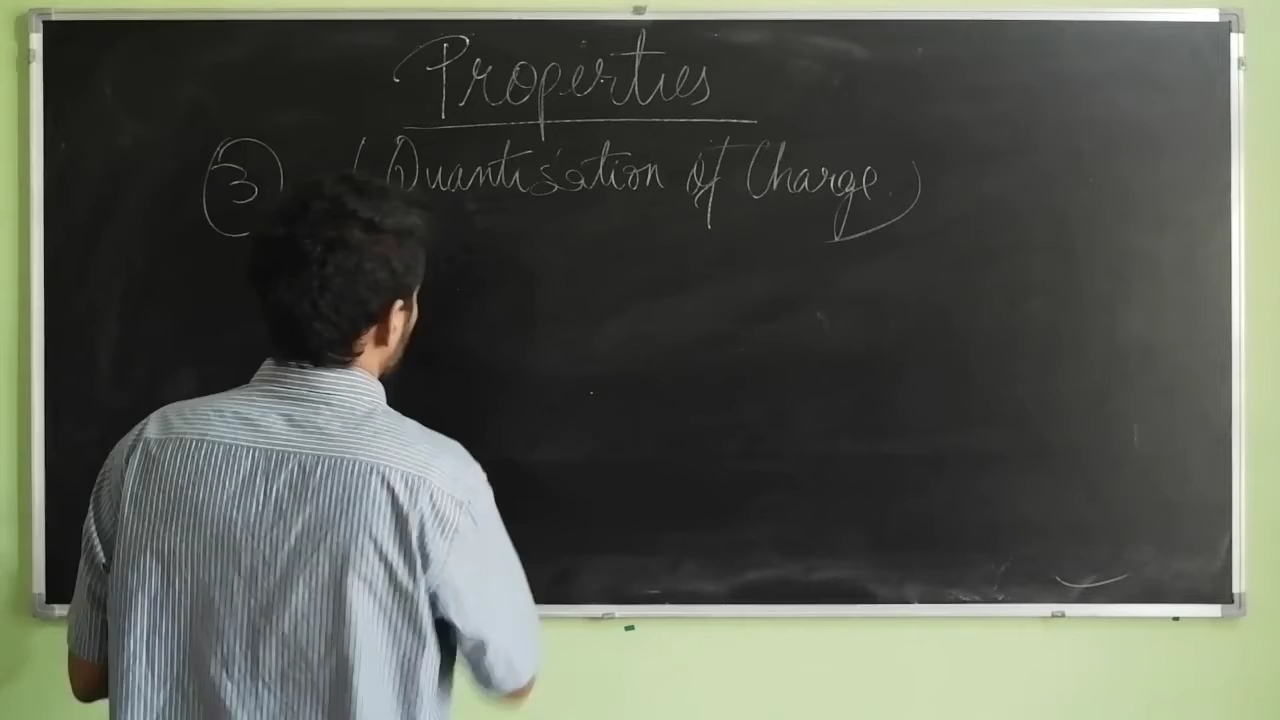 Properties
③ (Quantisation of Charge)